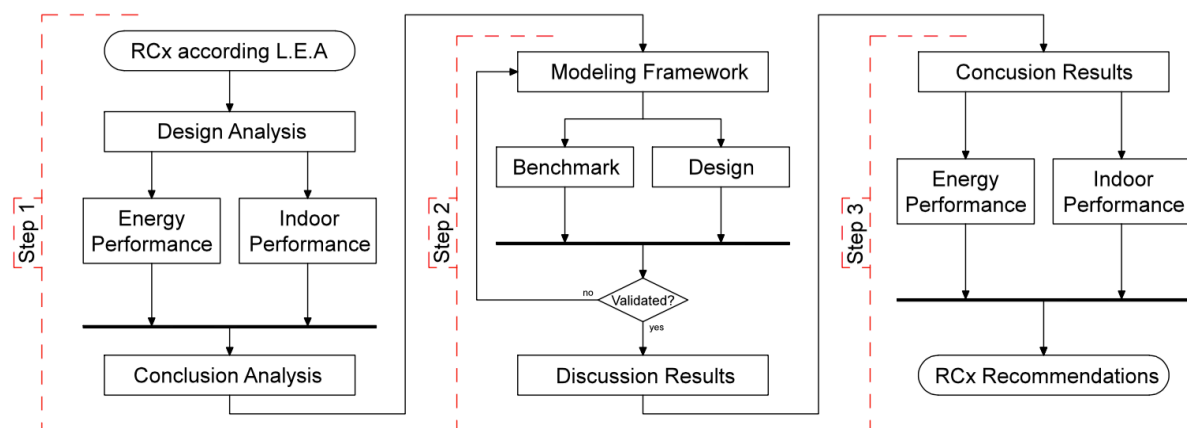 Step 1
RCx according L.E.A
Design Analysis
Energy
Performance
Indoor
Performance
Conclusion Analysis
Step 2
Modeling Framework
Benchmark
Design
Validated?
no
yes
Discussion Results
Step 3
Concusion Results
Energy
Performance
Indoor
Performance
RCx Recommendations